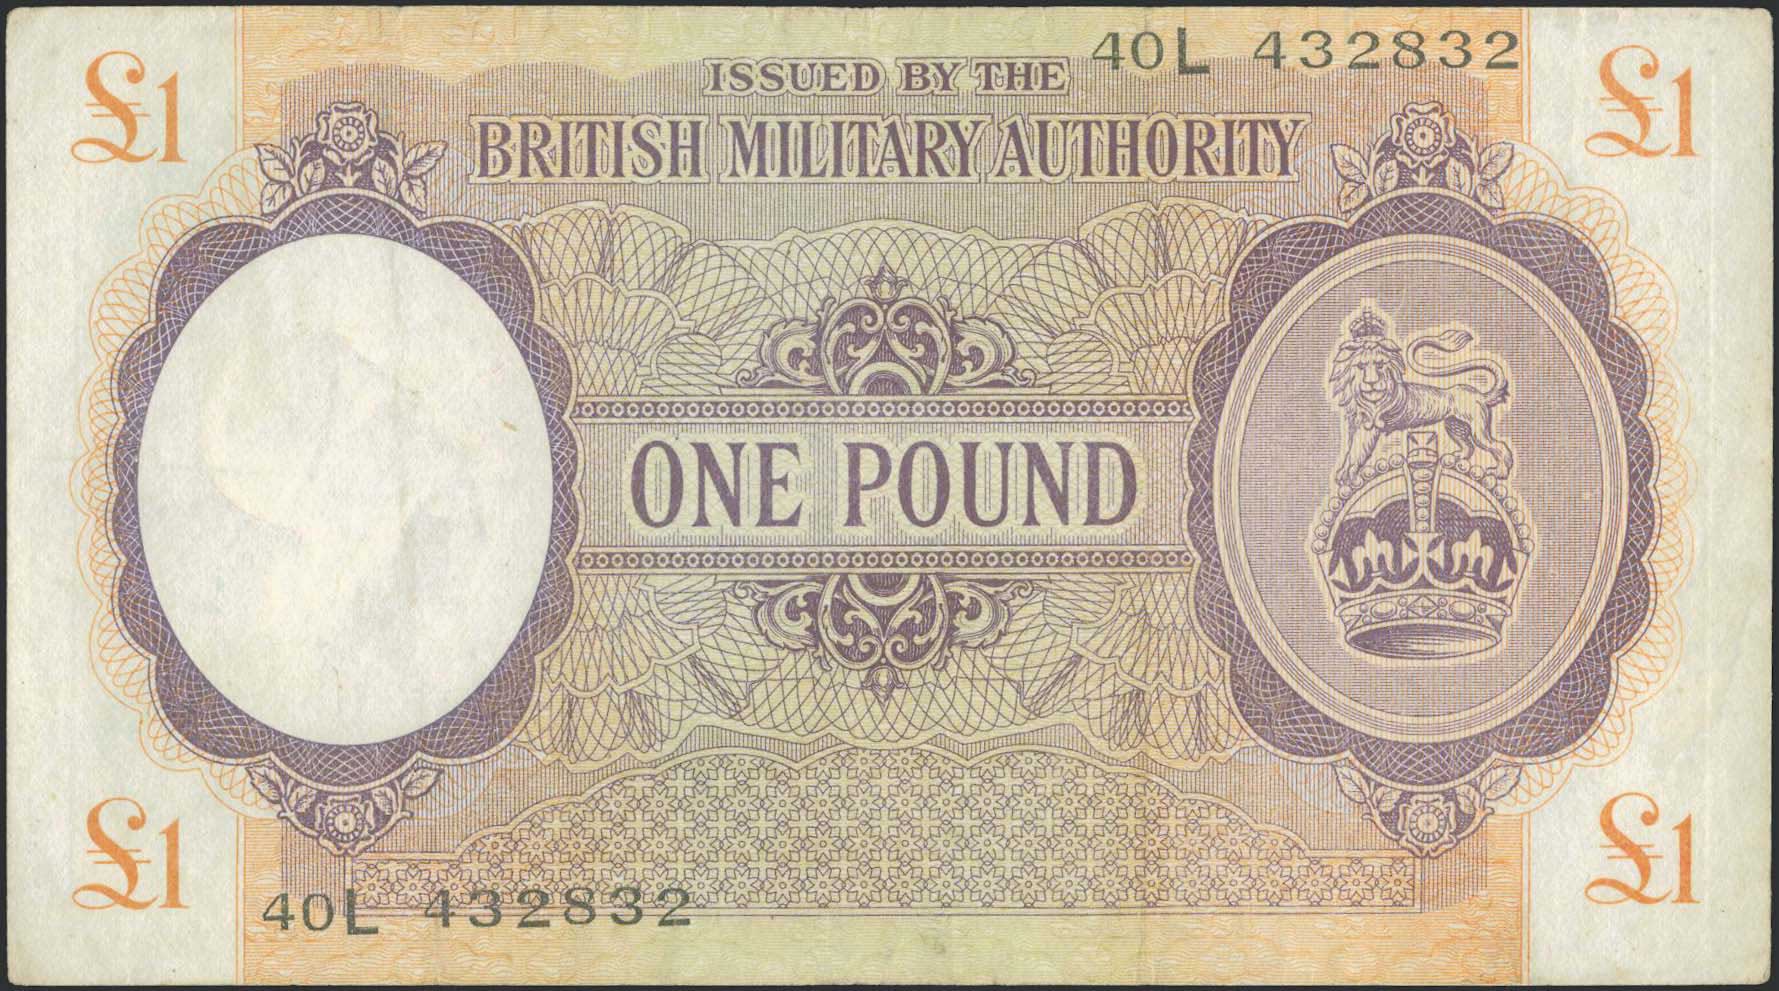 40L 432832
£1 ISSUED BY THE £1
BRITISH MILITARY AUTHORITY
ONE POUND
£1 £1
40L 432832